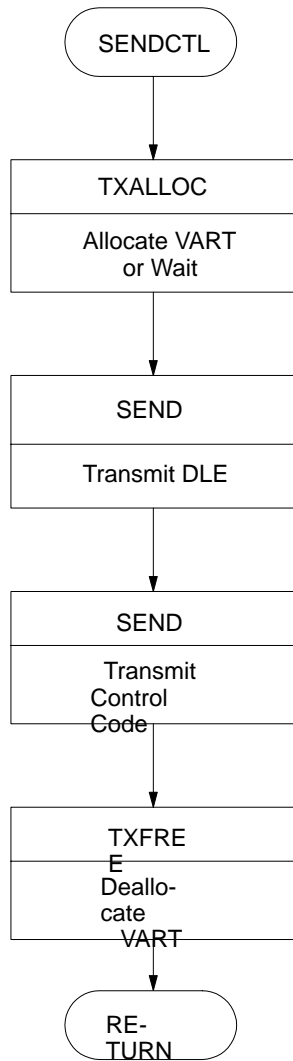 SENDCTL
TXALLOC
Allocate VART
or Wait
SEND
Transmit DLE
SEND
Transmit
Control
Code
TXFRE
E
Deallo-
cate
VART
RE-
TURN